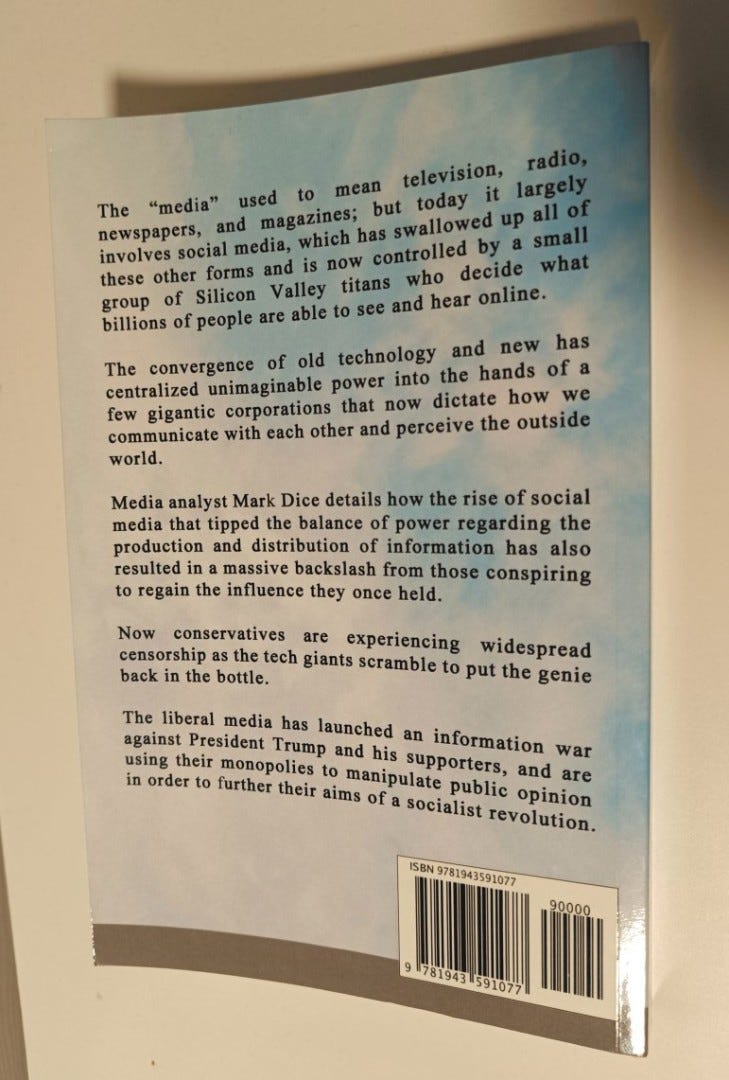 The “media” used to mean television, radio,
newspapers, and magazines; but today it largely
involves social media, which has swallowed up all of
these other forms and is now controlled by a small
group of Silicon Valley titans who decide what
billions of people are able to see and hear online.
The convergence of old technology and new has
centralized unimaginable power into the hands of a
few gigantic corporations that now dictate how we
communicate with each other and perceive the outside
world.
Media analyst Mark Dice details how the rise of social
media that tipped the balance of power regarding the
production and distribution of information has also
resulted in a massive backslash from those conspiring
to regain the influence they once held.
Now conservatives are experiencing widespread
censorship as the tech giants scramble to put the genie
back in the bottle.
The liberal media has launched an information war
against President Trump and his supporters, and are
using their monopolies to manipulate public opinion
in order to further their aims of a socialist revolution.
ISBN 9781943591077
90000
9 781943 591077